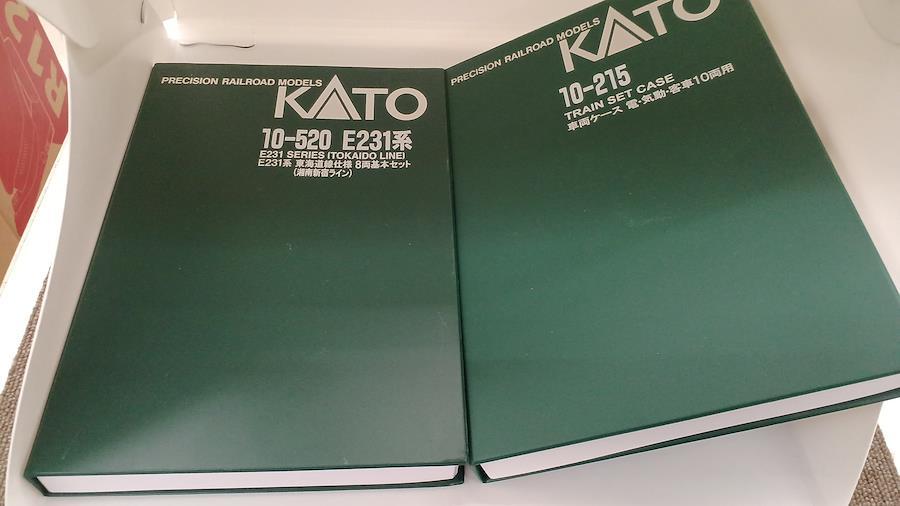 PRECISION RAILROAD MODELS
KATO
10-520 E231系
E231 SERIES (TOKAIDO LINE)
E231系 東海道線仕様 8両基本セット
(湘南新宿ライン)
PRECISION RAILROAD MODELS
KATO
10-215
TRAIN SET CASE
車両ケース 電・気動・客車10両用